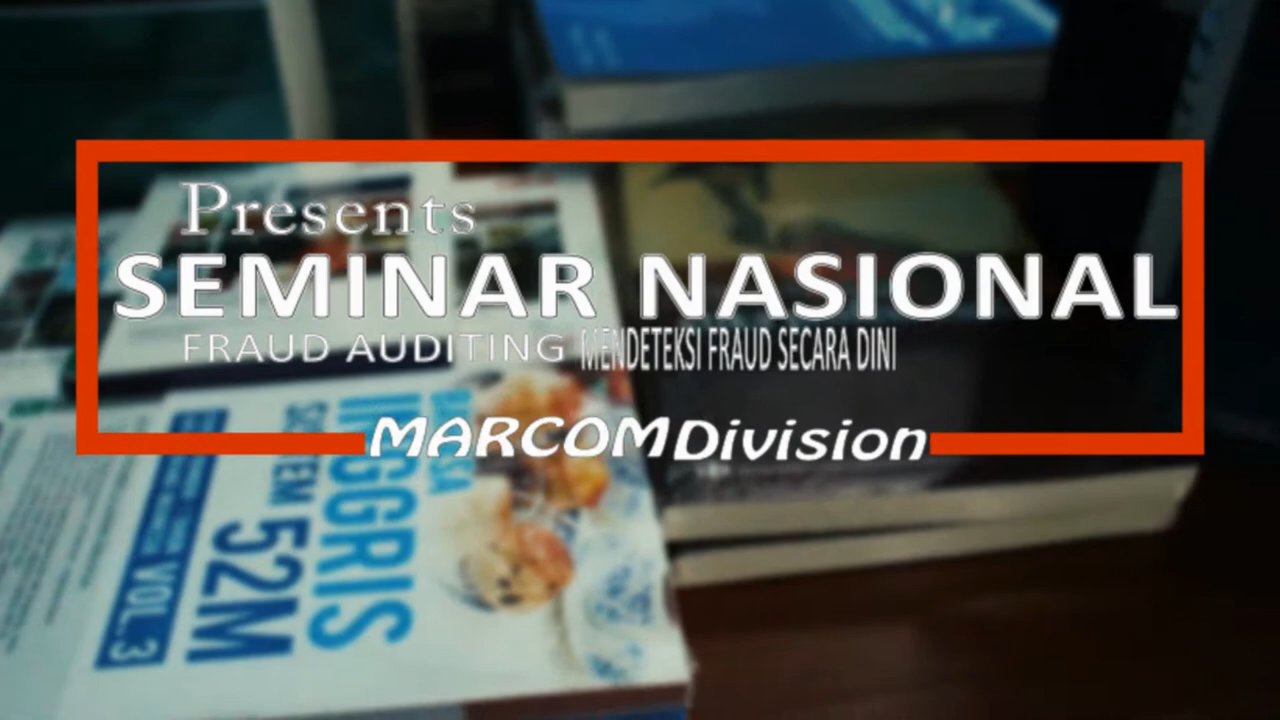 Presents
SEMINAR NASIONAL
FRAUD AUDITING MENDETEKSI FRAUD SECARA DINI
MARCOM Division
INGGRIS
52M
VOL. 3